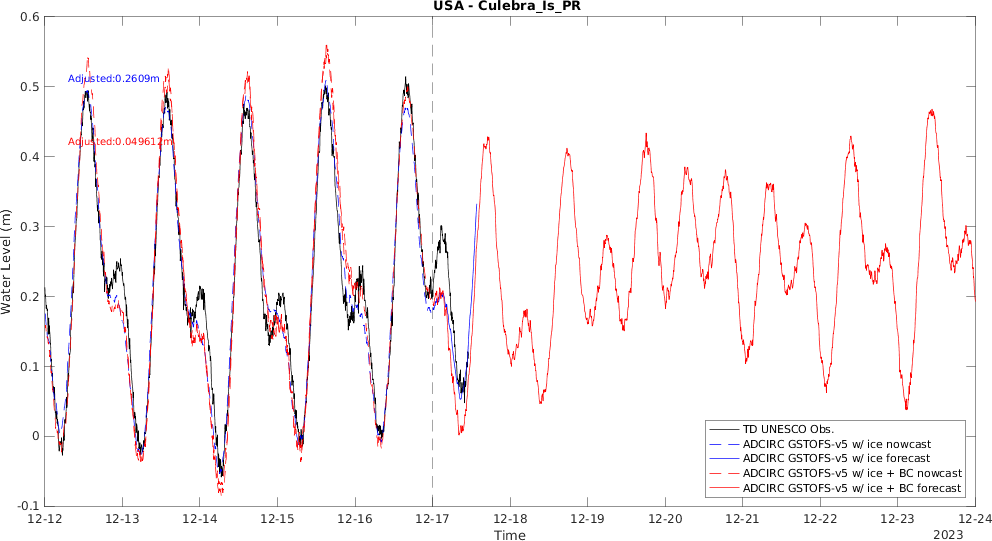 USA - Culebra_Is_PR
0.6
0.5
0.4
0.3
0.2
0.1
0
-0.1
Water Level (m)
Adjusted:0.2609m
Adjusted:0.049612m
TD UNESCO Obs.
ADCIRC GSTOFS-v5 w/ ice nowcast
ADCIRC GSTOFS-v5 w/ ice forecast
ADCIRC GSTOFS-v5 w/ ice + BC nowcast
ADCIRC GSTOFS-v5 w/ ice + BC forecast
12-12 12-13 12-14 12-15 12-16 12-17 12-18 12-19 12-20 12-21 12-22 12-23 12-24
Time
2023